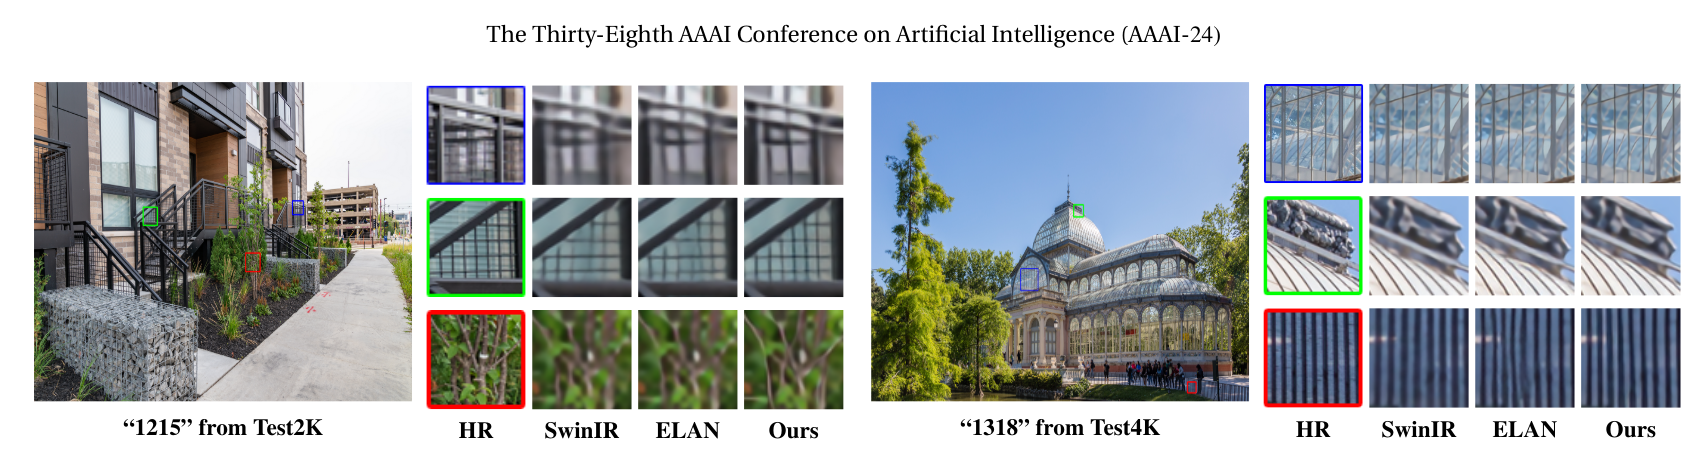 The Thirty-Eighth AAAI Conference on Artificial Intelligence (AAAI-24)
“1215” from Test2K
HR
SwinIR
ELAN
Ours
“1318” from Test4K
HR
SwinIR
ELAN
Ours